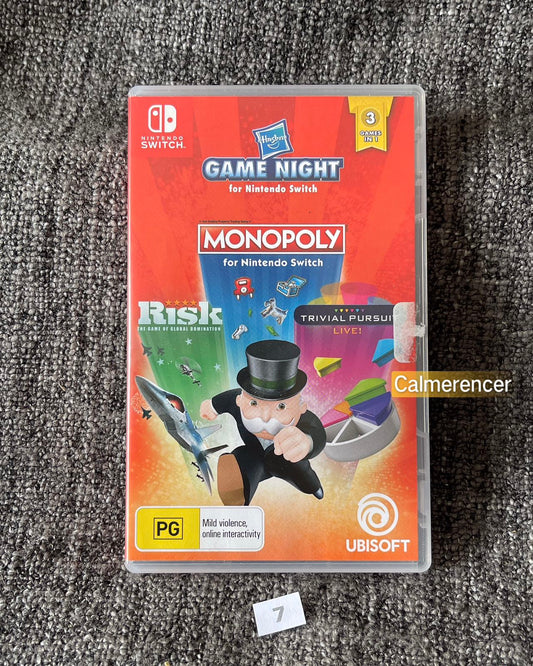 NINTENDO
SWITCH
Hasbro
GAME NIGHT
for Nintendo Switch
3
GAMES
IN 1
MONOPOLY
for Nintendo Switch
Risk
THE GAME OF GLOBAL DOMINATION
TRIVIAL PURSUIT
LIVE!
Calmerencer
PG
Mild violence,
online interactivity
UBISOFT
7